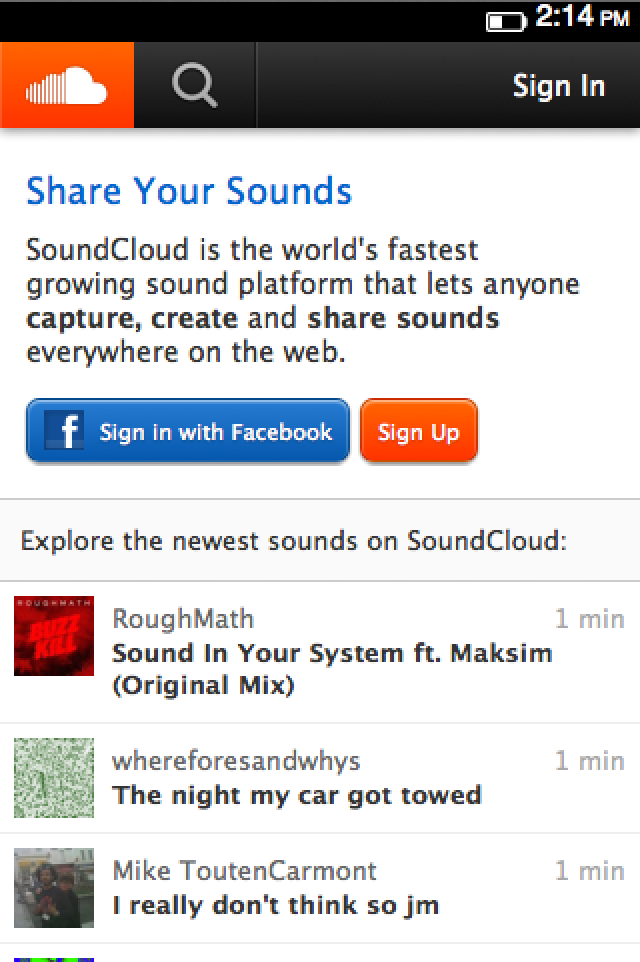 2:14 PM
Sign In
Share Your Sounds
SoundCloud is the world's fastest
growing sound platform that lets anyone
capture, create and share sounds
everywhere on the web.
f Sign in with Facebook
Sign Up
Explore the newest sounds on SoundCloud:
ROUGHMATH
BUZZ
KILL
RoughMath
1 min
Sound In Your System ft. Maksim
(Original Mix)
whereforesandwhys
1 min
The night my car got towed
Mike ToutenCarmont
1 min
I really don't think so jm